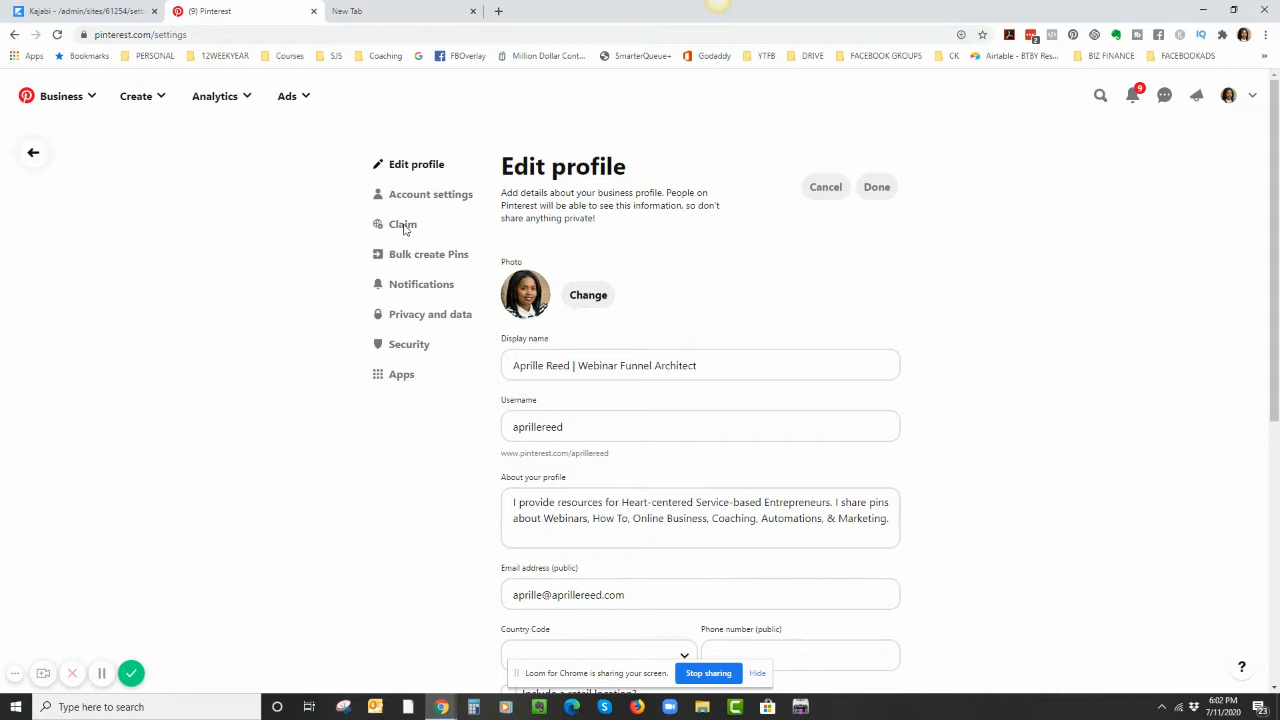 Kajabi - /admin/sites/61254/sett
(9) Pinterest
New Tab
pinterest.com/settings
Apps
Bookmarks
PERSONAL
12WEEKYEAR
Courses
SJT
Coaching
FBOverlay
Million Dollar Cont...
SmarterQueue+
Godaddy
YTFB
DRIVE
FACEBOOK GROUPS
CK
Airtable - BTBY Res...
BIZ FINANCE
FACEBOOKADS
»
Business
Create
Analytics
Ads
9
Edit profile
Account settings
Claim
Bulk create Pins
Notifications
Privacy and data
Security
Apps
Edit profile
Add details about your business profile. People on
Pinterest will be able to see this information, so don't
share anything private!
Cancel
Done
Photo
Change
Display name
Aprille Reed | Webinar Funnel Architect
Username
aprillereed
www.pinterest.com/aprillereed
About your profile
I provide resources for Heart-centered Service-based Entrepreneurs. I share pins
about Webinars, How To, Online Business, Coaching, Automations, & Marketing.
Email address (public)
aprille@aprillereed.com
Country Code
Phone number (public)
Loom for Chrome is sharing your screen.
Stop sharing
Hide
Include a retail location?
?
Type here to search
6:02 PM
7/11/2020
23